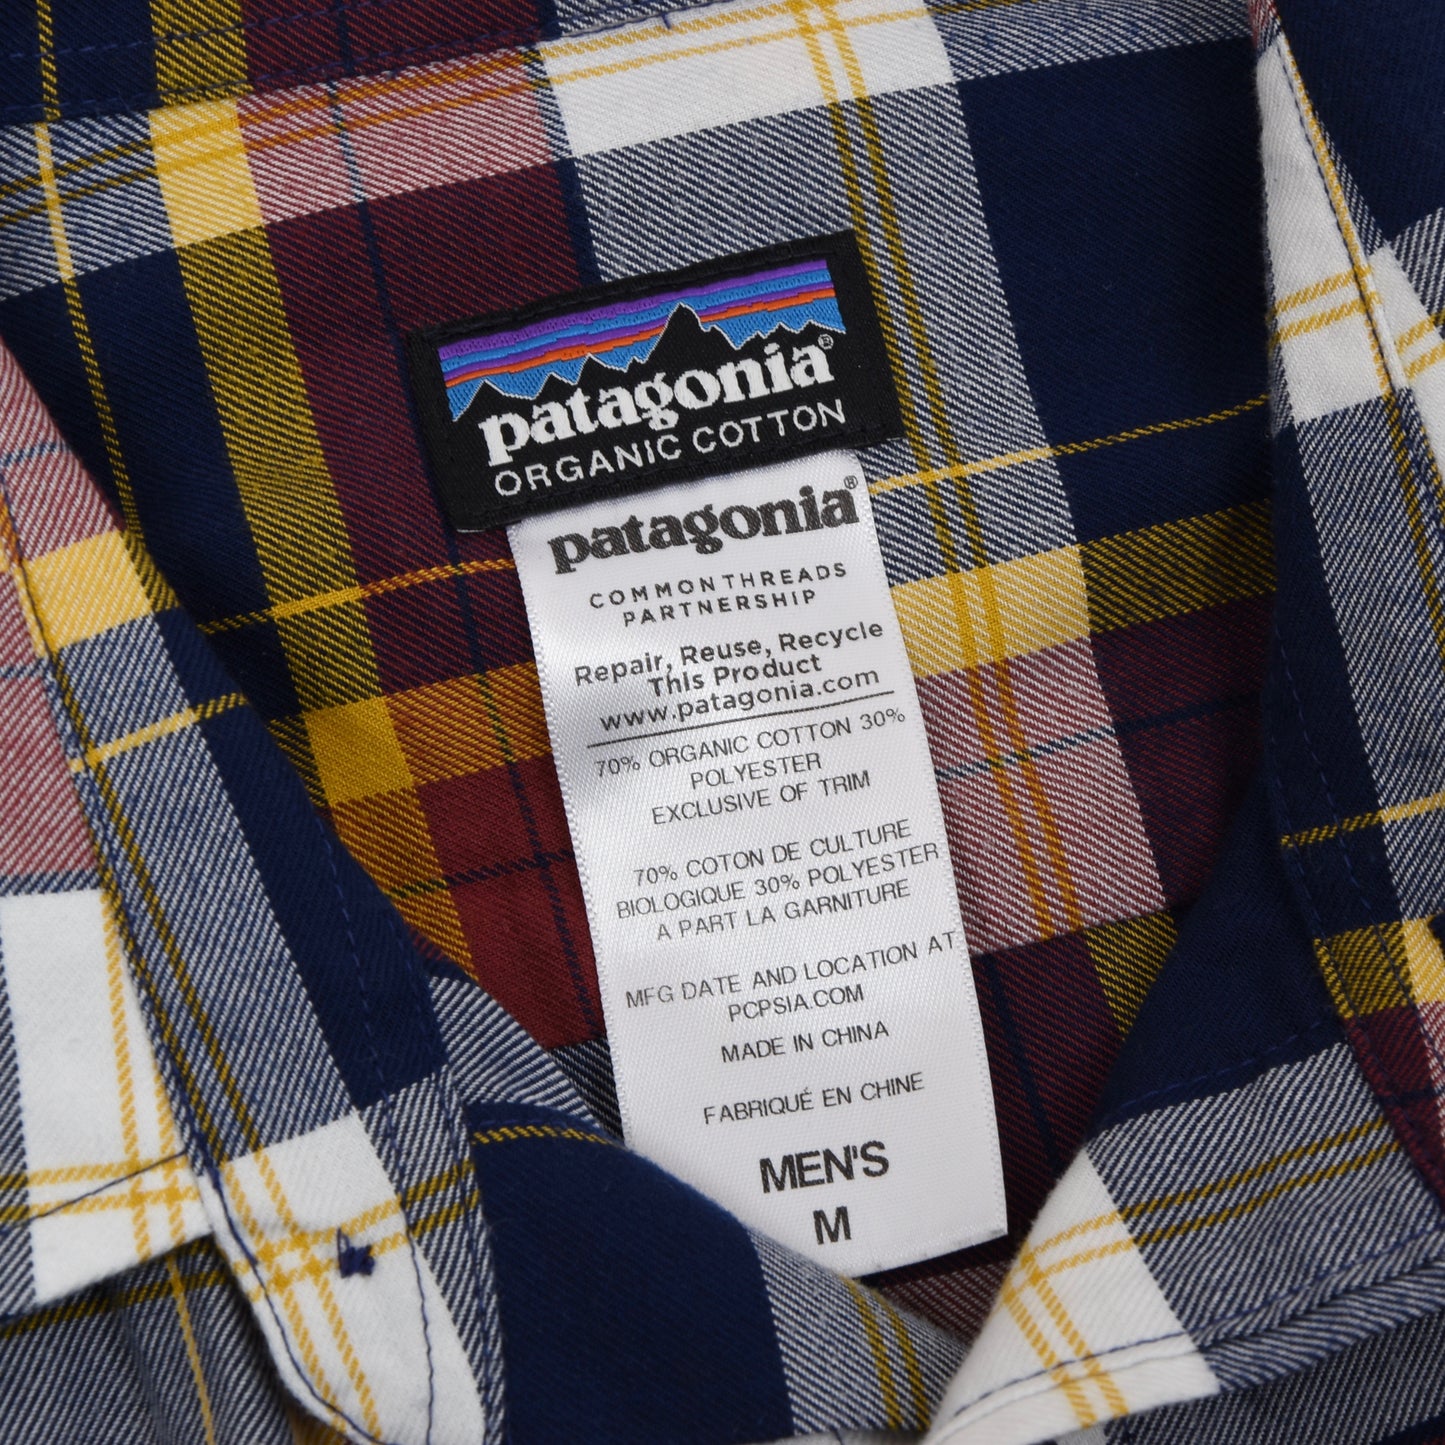 patagonia®
ORGANIC COTTON
patagonia®
COMMON THREADS
PARTNERSHIP
Repair, Reuse, Recycle
This Product
www.patagonia.com
70% ORGANIC COTTON 30%
POLYESTER
EXCLUSIVE OF TRIM
70% COTON DE CULTURE
BIOLOGIQUE 30% POLYESTER
A PART LA GARNITURE
MFG DATE AND LOCATION AT
PCPSIA.COM
MADE IN CHINA
FABRIQUÉ EN CHINE
MEN'S
M